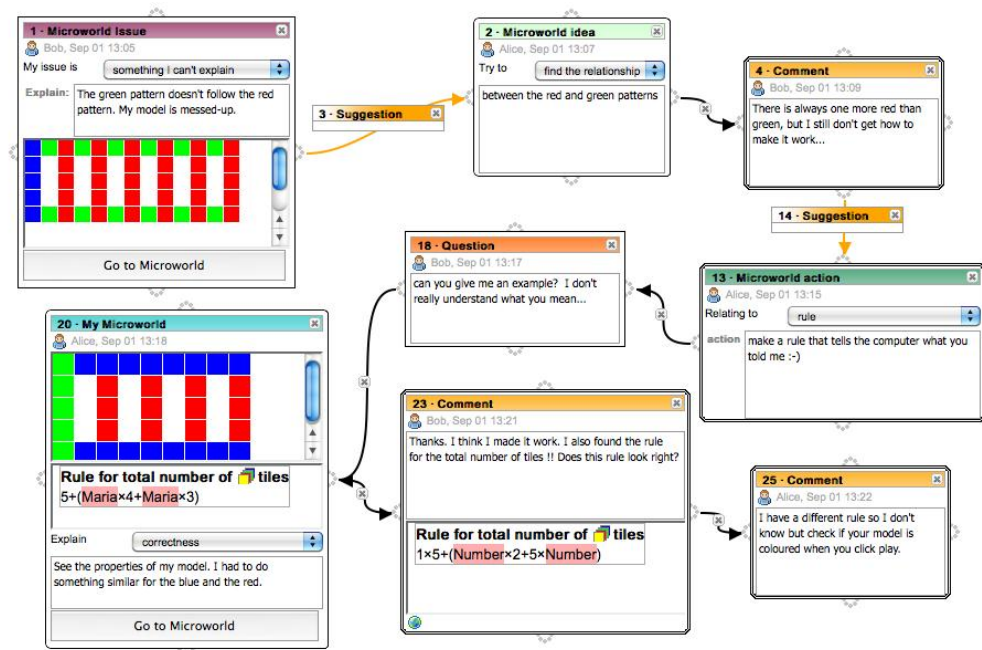 1 - Microworld Issue
Bob, Sep 01 13:05
My issue is something I can't explain
Explain: The green pattern doesn't follow the red
pattern. My model is messed-up.
Go to Microworld
3 - Suggestion
2 - Microworld idea
Alice, Sep 01 13:07
Try to find the relationship
between the red and green patterns
4 - Comment
Bob, Sep 01 13:09
There is always one more red than
green, but I still don't get how to
make it work...
14 - Suggestion
13 - Microworld action
Alice, Sep 01 13:15
Relating to rule
action make a rule that tells the computer what you
told me :-)
18 - Question
Bob, Sep 01 13:17
can you give me an example? I don't
really understand what you mean...
20 - My Microworld
Alice, Sep 01 13:18
Rule for total number of tiles
5+(Maria×4+Maria×3)
Explain correctness
See the properties of my model. I had to do
something similar for the blue and the red.
Go to Microworld
23 - Comment
Bob, Sep 01 13:21
Thanks. I think I made it work. I also found the rule
for the total number of tiles !! Does this rule look right?
Rule for total number of tiles
1×5+(Number×2+5×Number)
25 - Comment
Alice, Sep 01 13:22
I have a different rule so I don't
know but check if your model is
coloured when you click play.